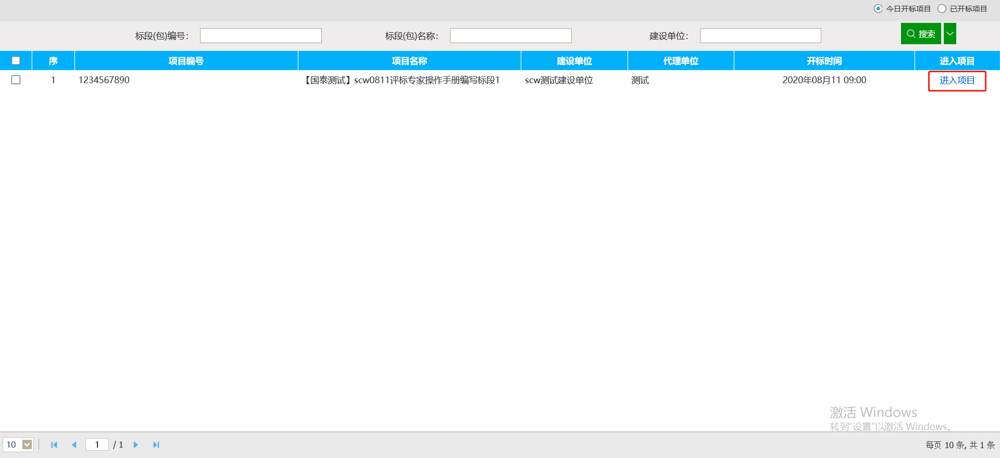 今日开标项目 已开标项目
标段(包)编号： 标段(包)名称： 建设单位： 搜索
序 项目编号 项目名称 建设单位 代理单位 开标时间 进入项目
1 1234567890 【国泰测试】scw0811评标专家操作手册编写标段1 scw测试建设单位 测试 2020年08月11 09:00 进入项目
激活 Windows
转到"设置"以激活 Windows。
10 1 / 1 每页 10 条, 共 1 条